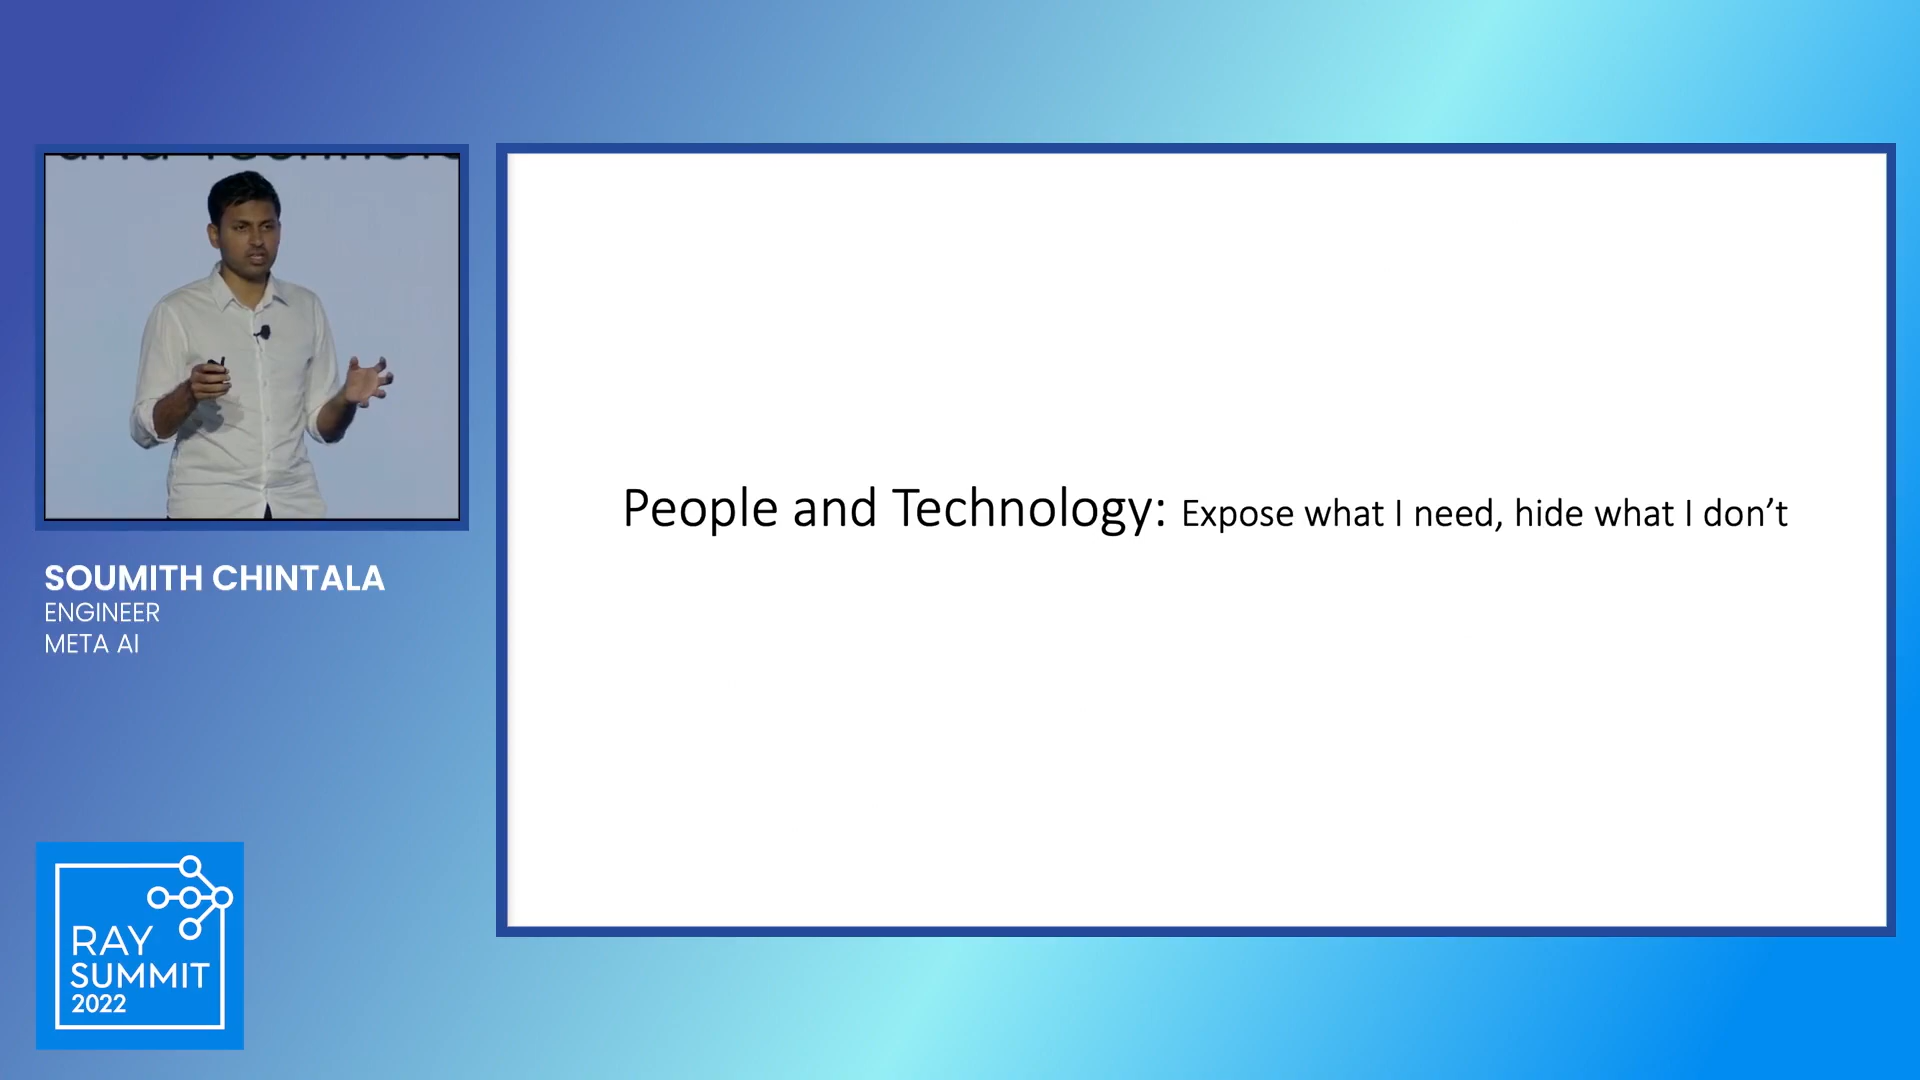 SOUMITH CHINTALA
ENGINEER
META AI
RAY
SUMMIT
2022
People and Technology: Expose what I need, hide what I don’t